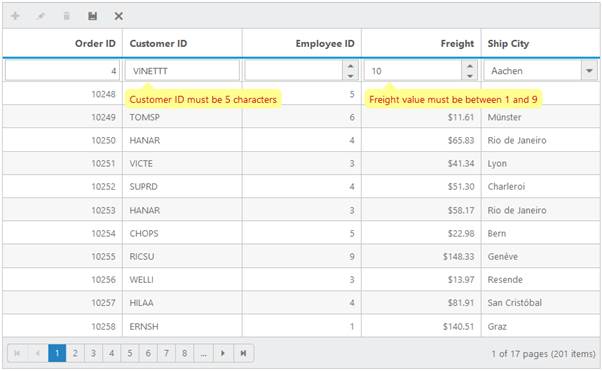 Order ID Customer ID Employee ID Freight Ship City
4 VINETTT 10 Aachen
10248 Customer ID must be 5 characters 5 Freight value must be between 1 and 9
10249 TOMSP 6 $11.61 Münster
10250 HANAR 4 $65.83 Rio de Janeiro
10251 VICTE 3 $41.34 Lyon
10252 SUPRD 4 $51.30 Charleroi
10253 HANAR 3 $58.17 Rio de Janeiro
10254 CHOPS 5 $22.98 Bern
10255 RICSU 9 $148.33 Genève
10256 WELLI 3 $13.97 Resende
10257 HILAA 4 $81.91 San Cristóbal
10258 ERNSH 1 $140.51 Graz
1 2 3 4 5 6 7 8 ... 1 of 17 pages (201 items)